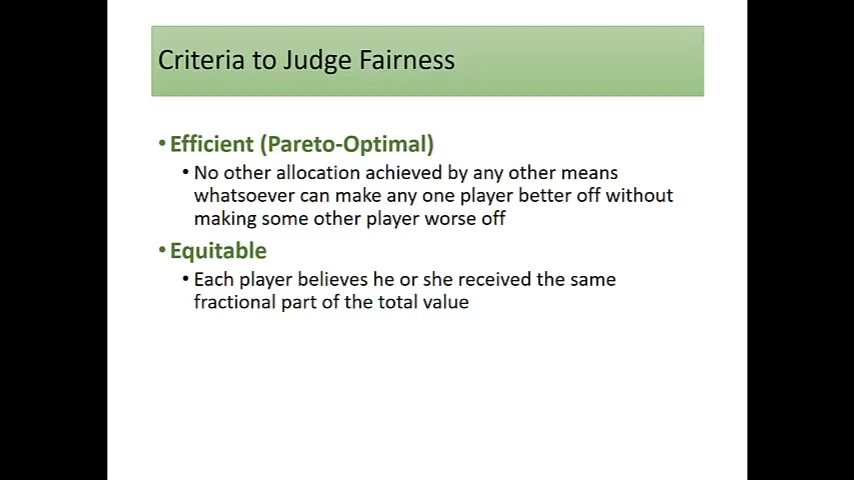 Criteria to Judge Fairness
• Efficient (Pareto-Optimal)
• No other allocation achieved by any other means
whatsoever can make any one player better off without
making some other player worse off
• Equitable
• Each player believes he or she received the same
fractional part of the total value